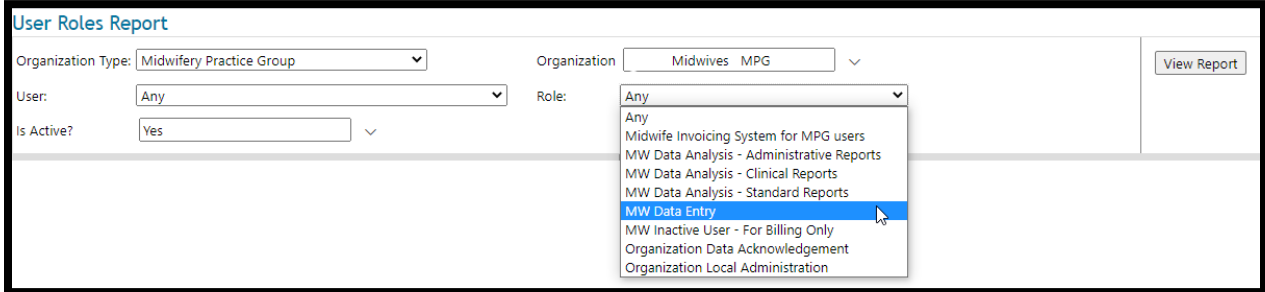 User Roles Report
Organization Type: Midwifery Practice Group Organization Midwives MPG View Report
User: Any Role: Any
Is Active? Yes
Any
Midwife Invoicing System for MPG users
MW Data Analysis - Administrative Reports
MW Data Analysis - Clinical Reports
MW Data Analysis - Standard Reports
MW Data Entry
MW Inactive User - For Billing Only
Organization Data Acknowledgement
Organization Local Administration